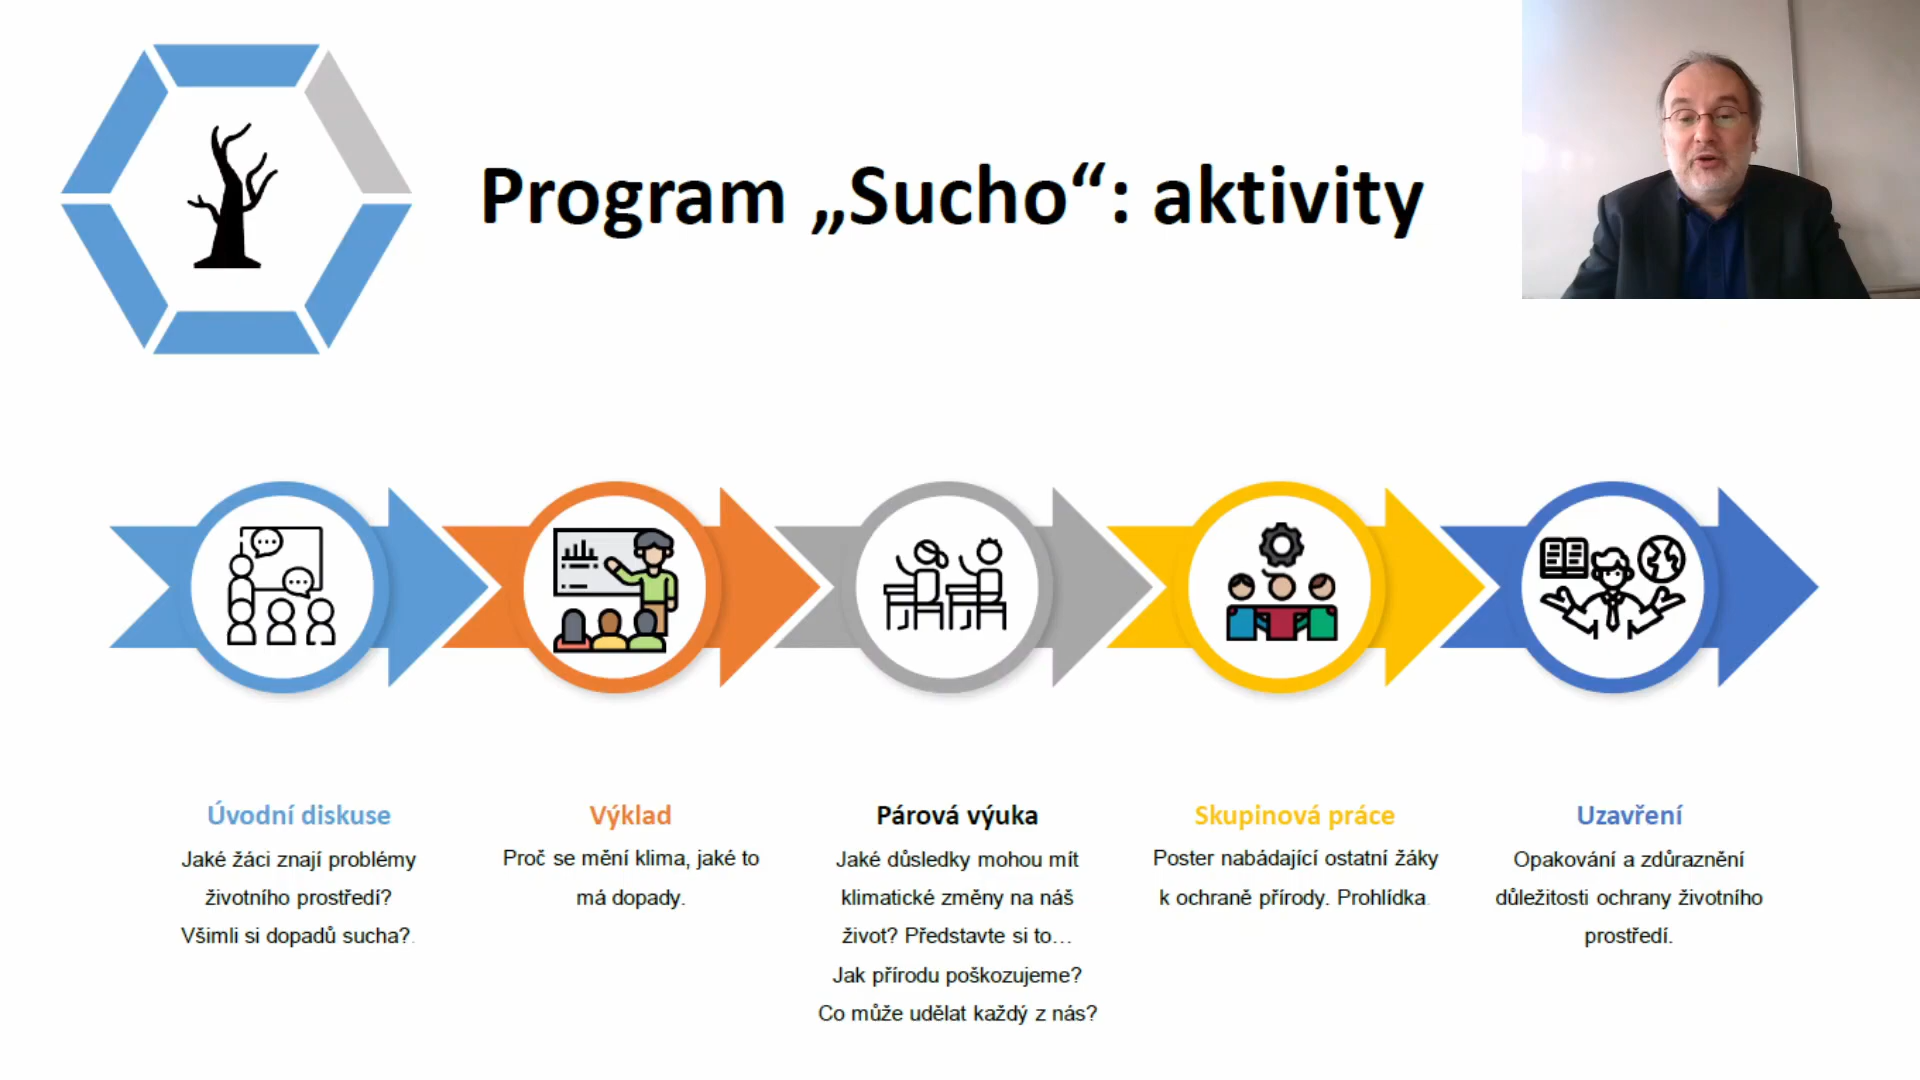 Program „Sucho“: aktivity
Úvodní diskuse
Jaké žáci znají problémy
životního prostředí?
Všimli si dopadů sucha?.
Výklad
Proč se mění klima, jaké to
má dopady.
Párová výuka
Jaké důsledky mohou mít
klimatické změny na náš
život? Představte si to…
Jak přírodu poškozujeme?
Co může udělat každý z nás?
Skupinová práce
Poster nabádající ostatní žáky
k ochraně přírody. Prohlídka.
Uzavření
Opakování a zdůraznění
důležitosti ochrany životního
prostředí.